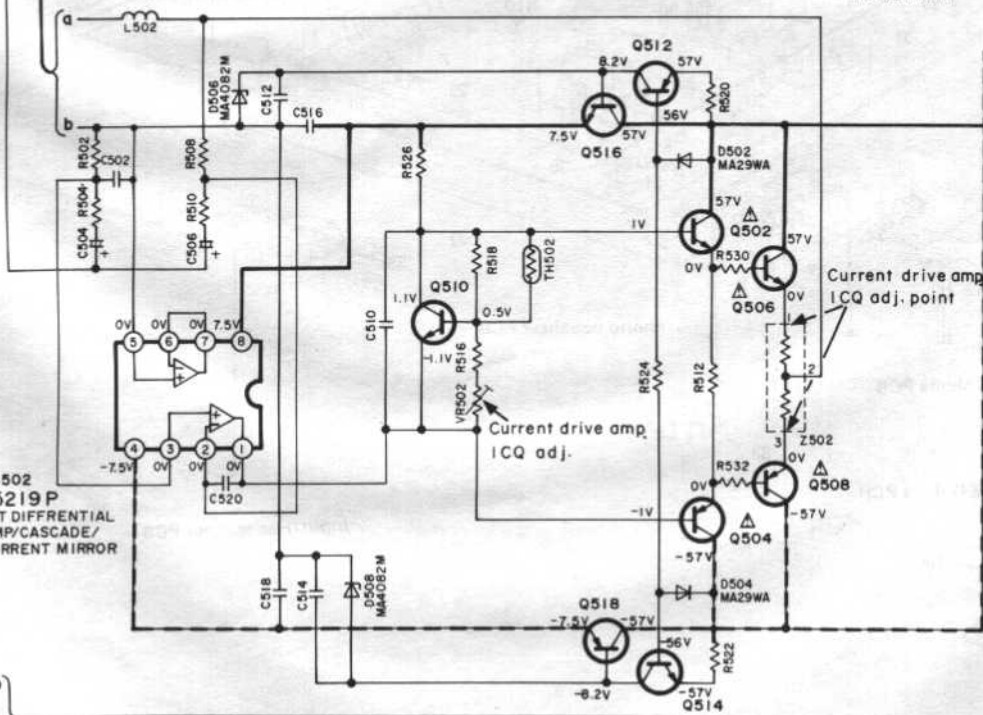 a
L502
b
Q512
8.2V
57V
D506
MA4082M
C512
C516
R520
56V
7.5V
57V
Q516
D502
MA29WA
R502
C502
R508
R504
R510
C504
+
C506
+
R526
1V
57V
Q502
57V
R530
0V
Q506
0V
R518
TH502
Q510
1.1V
0.5V
-1.1V
C510
R516
VR502
Current drive amp
ICQ adj. point
1
2
3
Z502
R524
R512
Current drive amp
ICQ adj.
0V
0V
0V
7.5V
5
6
7
8
4
3
2
1
-7.5V
0V
0V
0V
C520
R532
0V
0V
Q508
-57V
-1V
Q504
-57V
502
5219P
T DIFFRENTIAL
MP/CASCADE/
RRENT MIRROR
C518
C514
D508
MA4082M
Q518
-7.5V
-57V
D504
MA29WA
-56V
R522
-8.2V
-57V
Q514